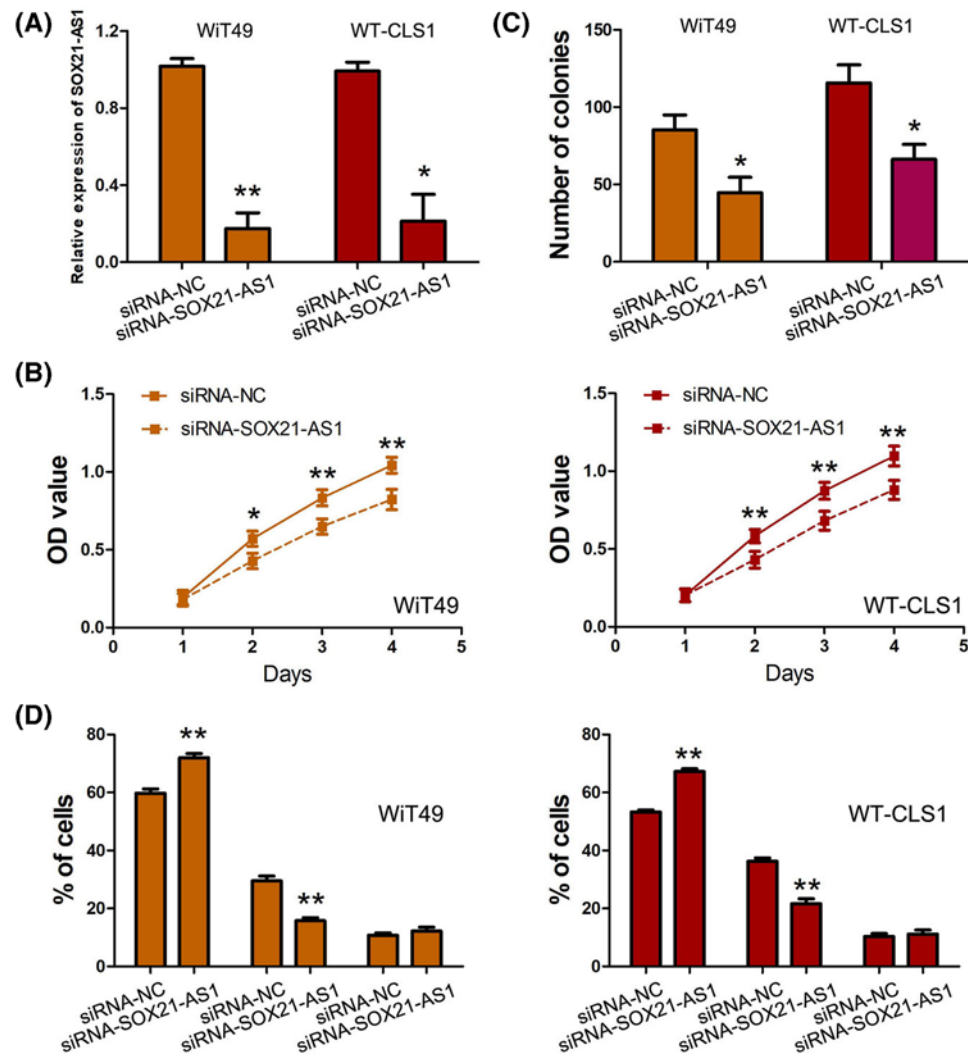 (A)
Relative expression of SOX21-AS1
1.2
0.8
0.4
0.0
WiT49
WT-CLS1
**
*
siRNA-NC
siRNA-SOX21-AS1
siRNA-NC
siRNA-SOX21-AS1
(C)
Number of colonies
150
100
50
0
WiT49
WT-CLS1
*
*
siRNA-NC
siRNA-SOX21-AS1
siRNA-NC
siRNA-SOX21-AS1
(B)
OD value
1.5
1.0
0.5
0.0
siRNA-NC
siRNA-SOX21-AS1
*
**
**
WiT49
0 1 2 3 4 5
Days
OD value
1.5
1.0
0.5
0.0
siRNA-NC
siRNA-SOX21-AS1
**
**
**
WT-CLS1
0 1 2 3 4 5
Days
(D)
% of cells
80
60
40
20
0
**
**
WiT49
siRNA-NC
siRNA-SOX21-AS1
siRNA-NC
siRNA-SOX21-AS1
siRNA-NC
siRNA-SOX21-AS1
% of cells
80
60
40
20
0
**
**
WT-CLS1
siRNA-NC
siRNA-SOX21-AS1
siRNA-NC
siRNA-SOX21-AS1
siRNA-NC
siRNA-SOX21-AS1